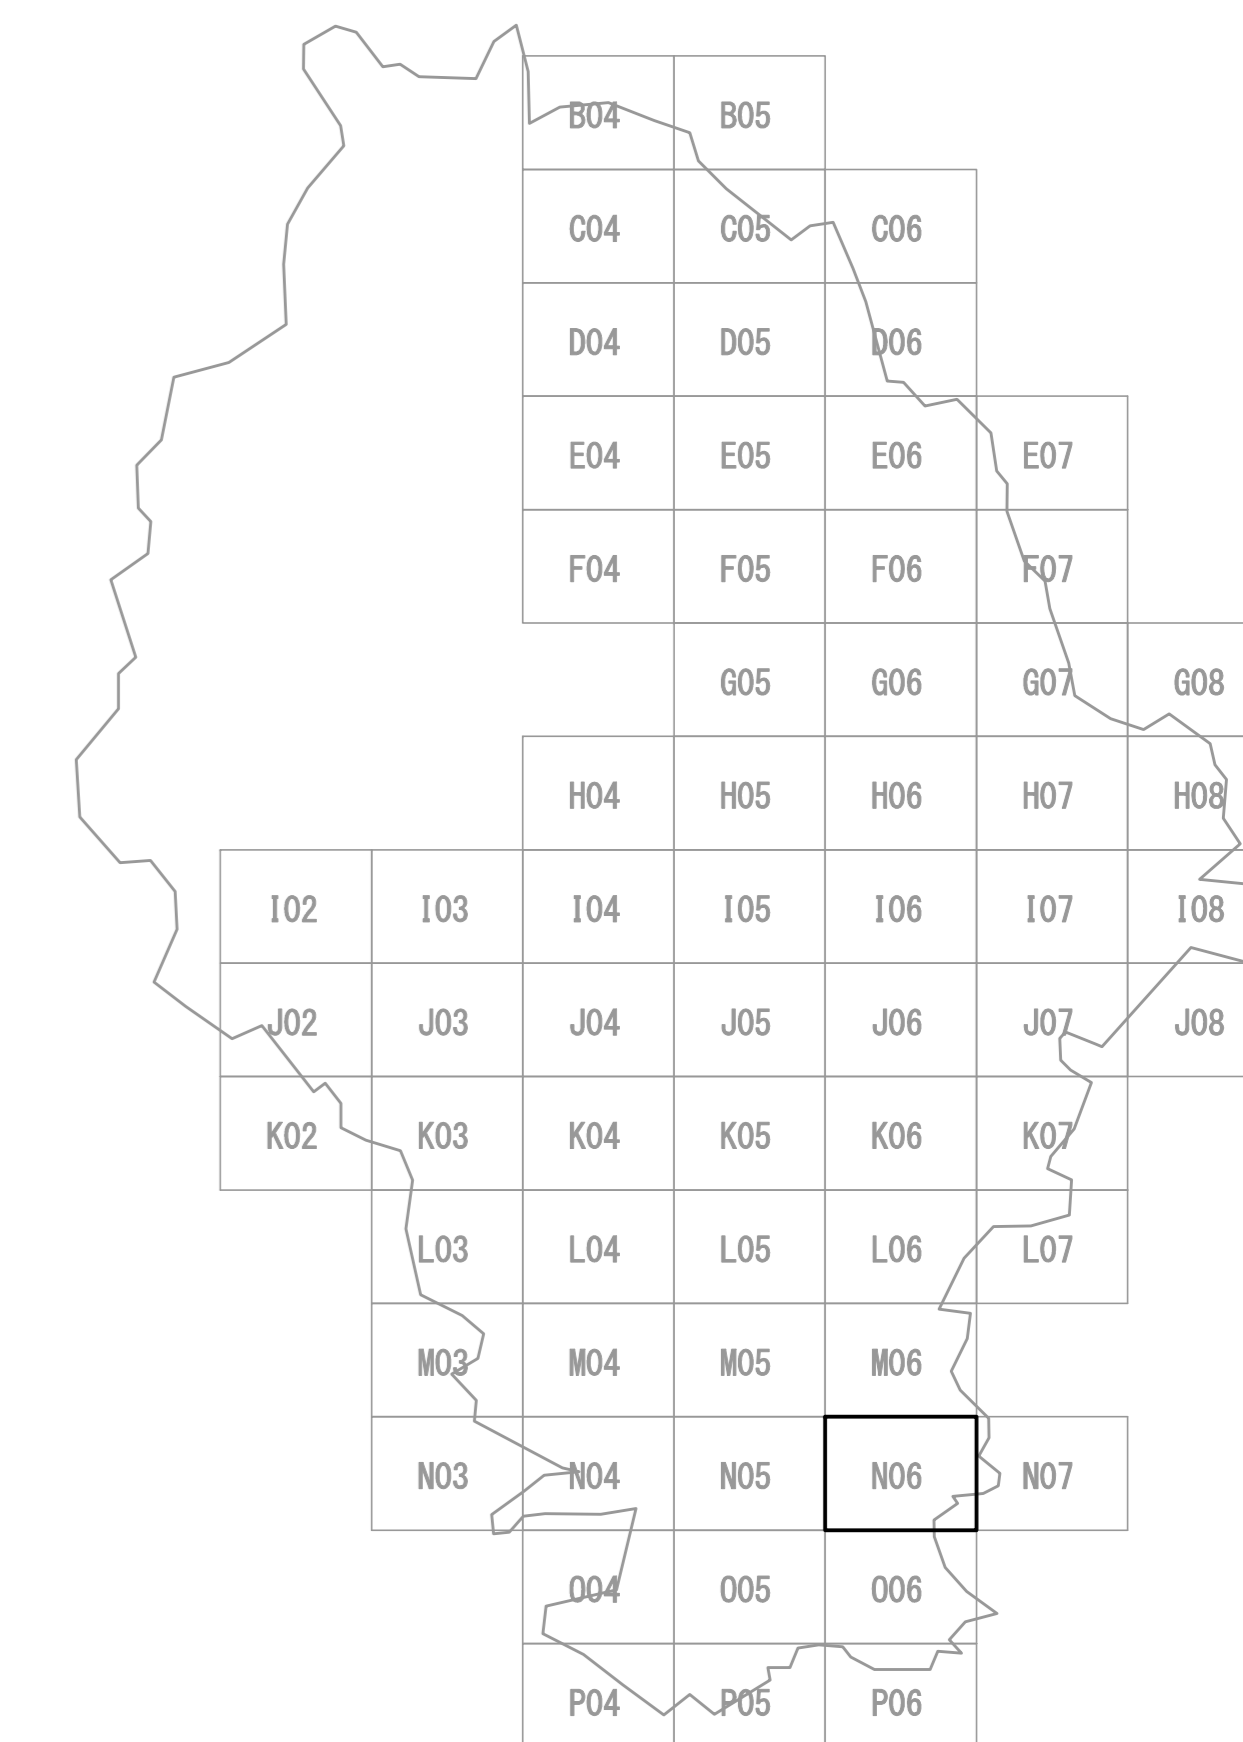 B04 B05
C04 C05 C06
D04 D05 D06
E04 E05 E06 E07
F04 F05 F06 F07
G05 G06 G07 G08
H04 H05 H06 H07 H08
I02 I03 I04 I05 I06 I07 I08
J02 J03 J04 J05 J06 J07 J08
K02 K03 K04 K05 K06 K07
L03 L04 L05 L06 L07
M03 M04 M05 M06
N03 N04 N05 N06 N07
O04 O05 O06
P04 P05 P06